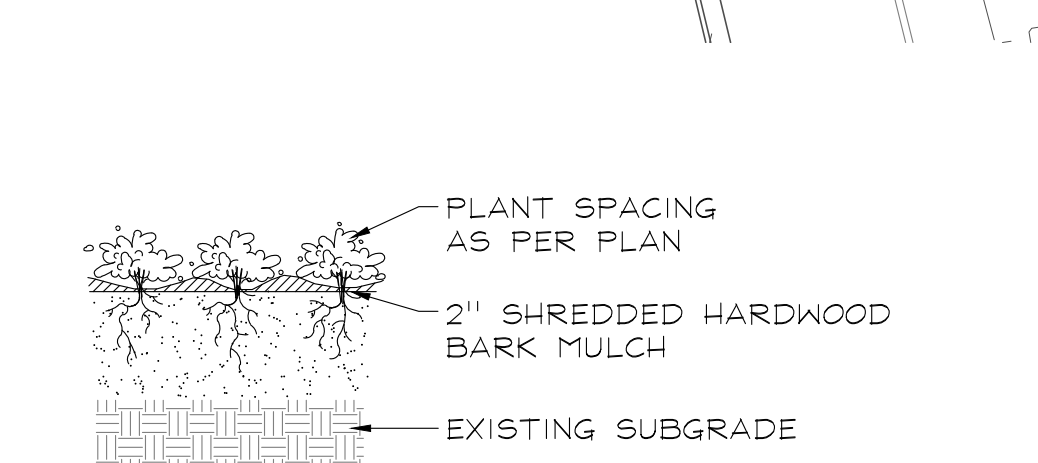 PLANT SPACING
AS PER PLAN
2" SHREDDED HARDWOOD
BARK MULCH
EXISTING SUBGRADE